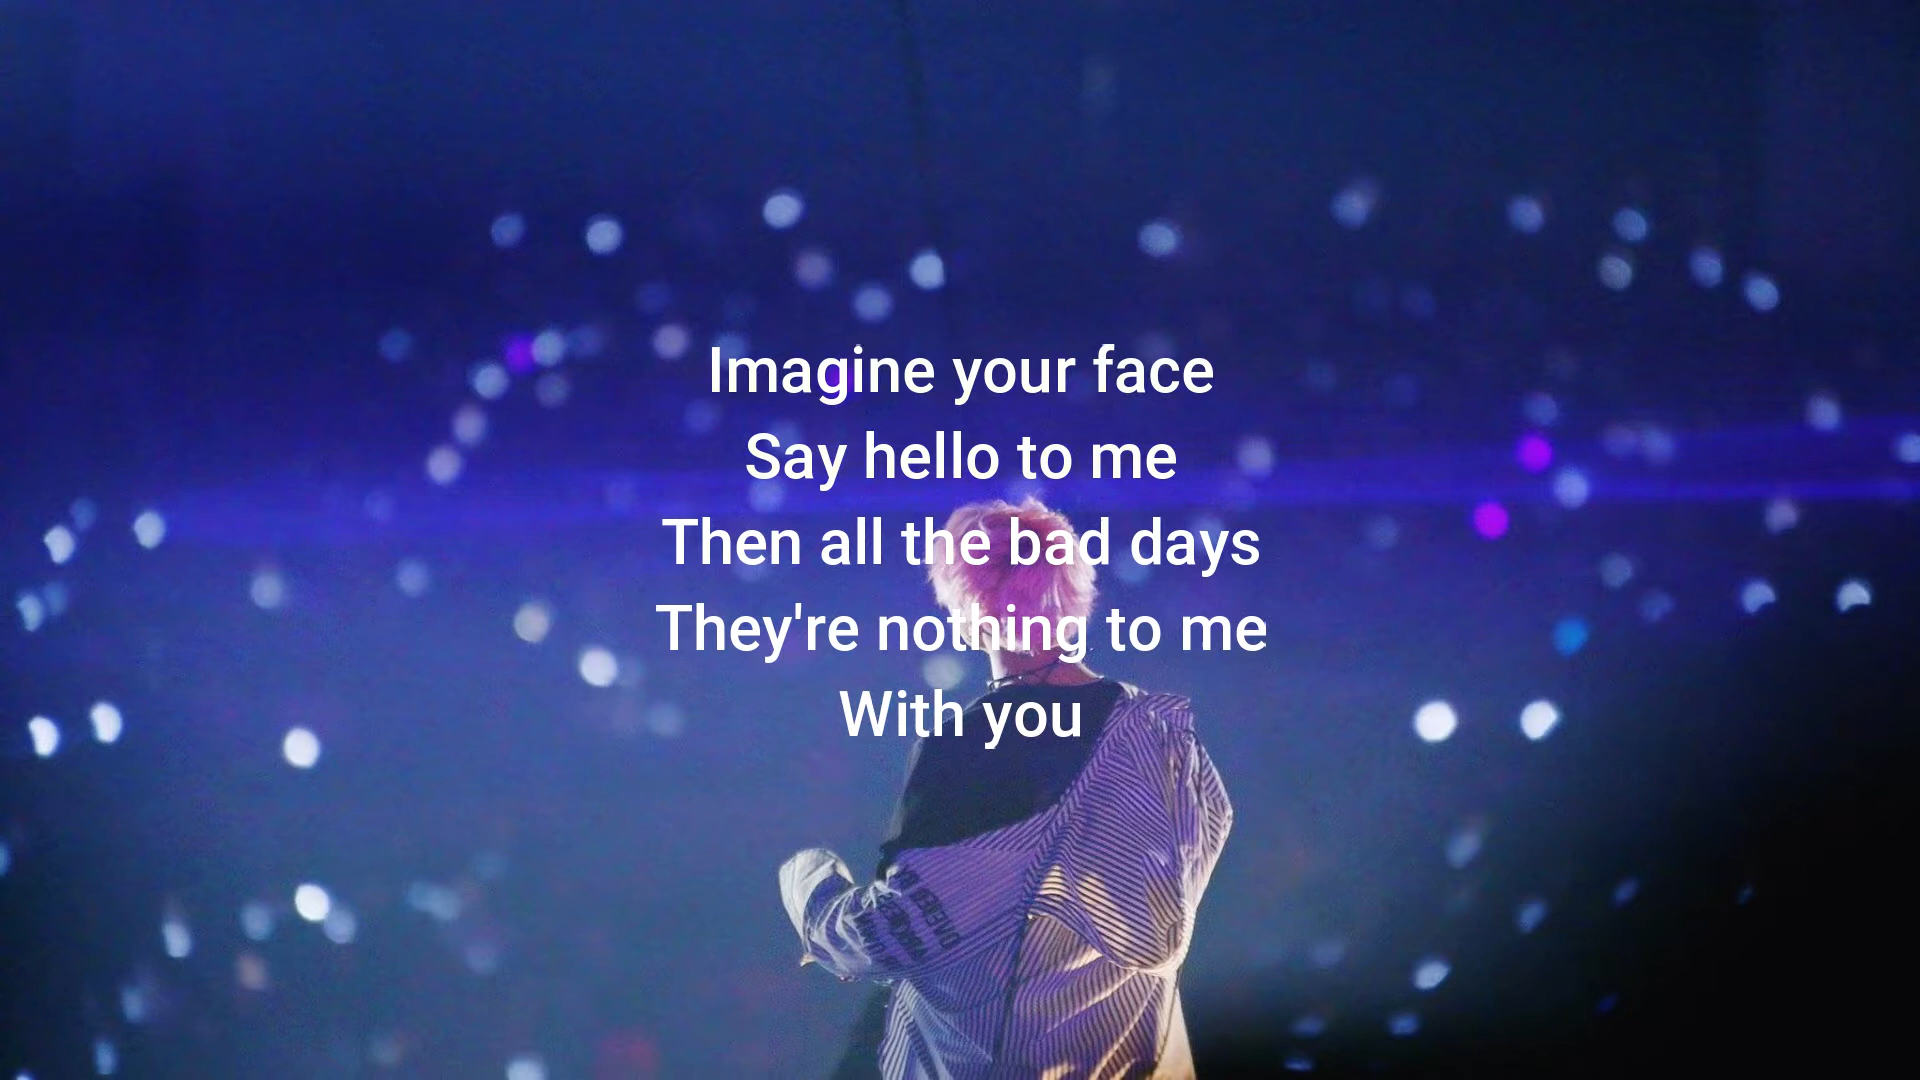 Imagine your face
Say hello to me
Then all the bad days
They're nothing to me
With you